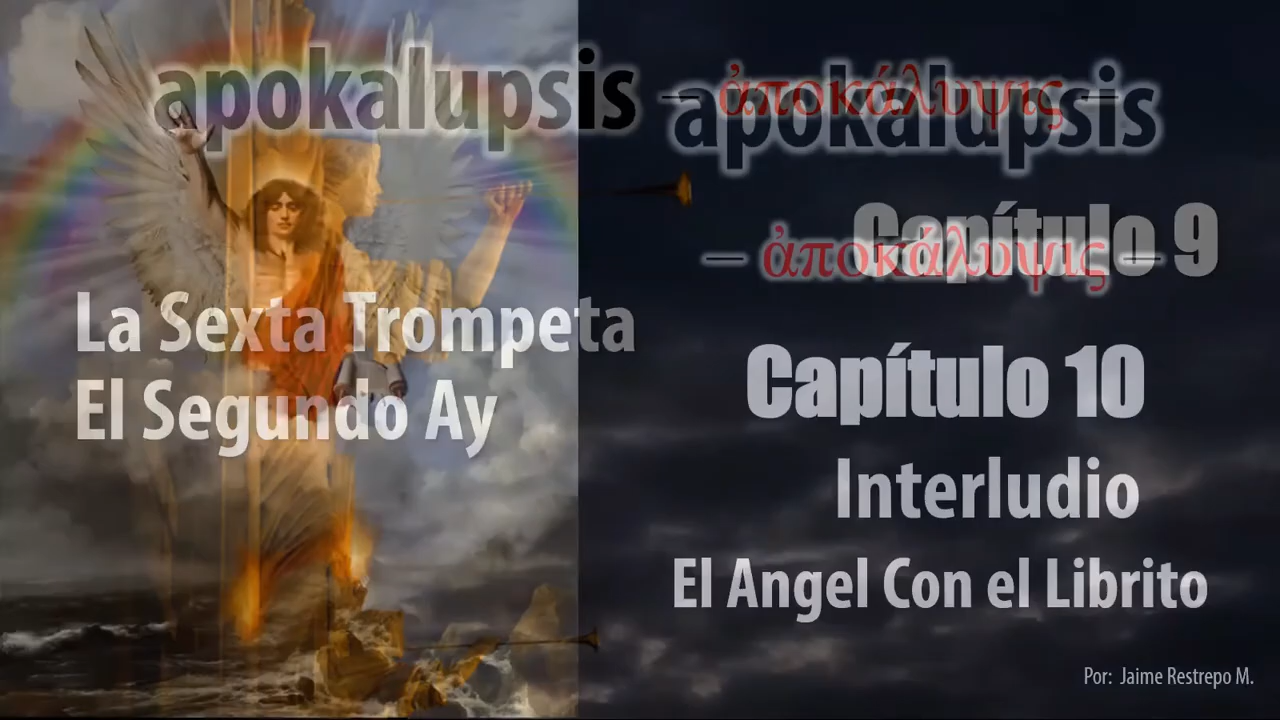 apokalupsis
– ἀποκάλυψις –
apokalupsis
Capítulo 9
– ἀποκάλυψις –
La Sexta Trompeta
El Segundo Ay
Capítulo 10
Interludio
El Angel Con el Librito
Por: Jaime Restrepo M.